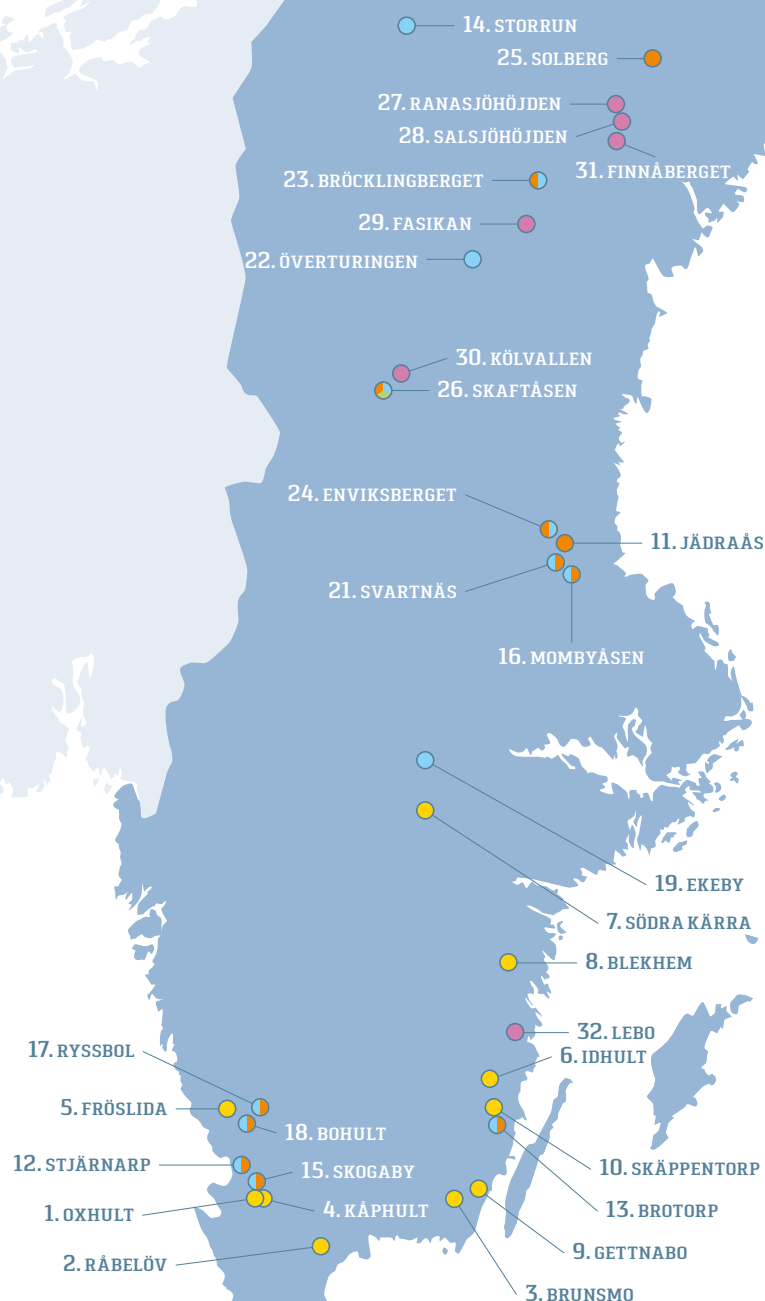 14. STORRUN
25. SOLBERG
27. RANASJÖHÖJDEN
28. SALSJÖHÖJDEN
31. FINNÅBERGET
23. BRÖCKLINGBERGET
29. FASIKAN
22. ÖVERTURINGEN
30. KÖLVALLEN
26. SKAFTÅSEN
24. ENVIKSBERGET
11. JÄDRAÅS
21. SVARTNÄS
16. MOMBYÅSEN
19. EKEBY
7. SÖDRA KÄRRA
8. BLEKHEM
32. LEBO
17. RYSSBOL
6. IDHULT
5. FRÖSLIDA
18. BOHULT
12. STJÄRNARP
15. SKOGABY
10. SKÄPPENTORP
1. OXHULT
4. KÅPHULT
13. BROTORP
9. GETTNABO
2. RÅBELÖV
3. BRUNSMO